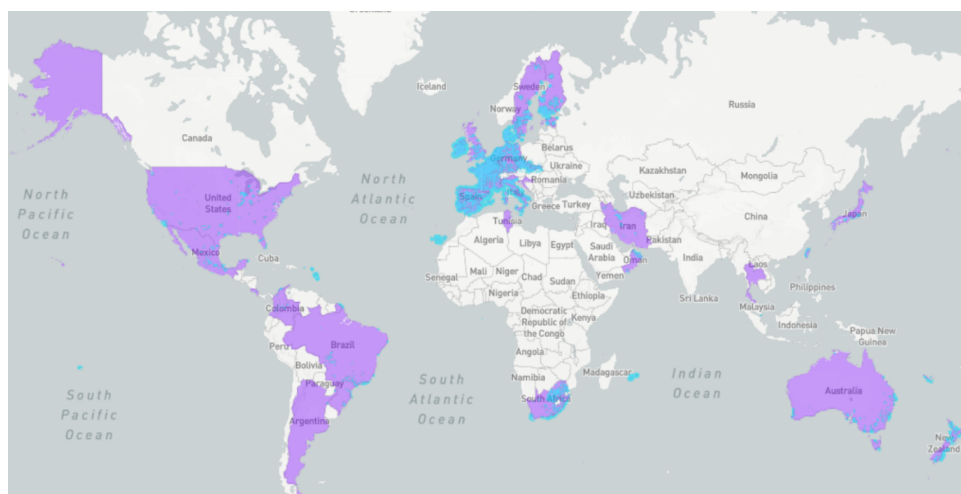 Greenland
Iceland
Sweden
Russia
Norway
Canada
Belarus
Germany
Ukraine
Kazakhstan
Mongolia
Romania
North
Pacific
Ocean
United
States
North
Atlantic
Ocean
Spain
Italy
Uzbekistan
Greece
Turkey
China
Japan
Tunisia
Iraq
Iran
Mexico
Cuba
Algeria
Libya
Egypt
Saudi
Arabia
Pakistan
Oman
India
Laos
Senegal
Mali
Niger
Chad
Sudan
Yemen
Philippines
Nigeria
Ethiopia
Sri Lanka
Malaysia
Colombia
Democratic
Republic of
the Congo
Kenya
Indonesia
Papua New
Guinea
Peru
Brazil
Angola
Bolivia
Namibia
Madagascar
Indian
Ocean
South
Pacific
Ocean
Paraguay
South
Atlantic
Ocean
South Africa
Australia
Argentina
New
Zealand